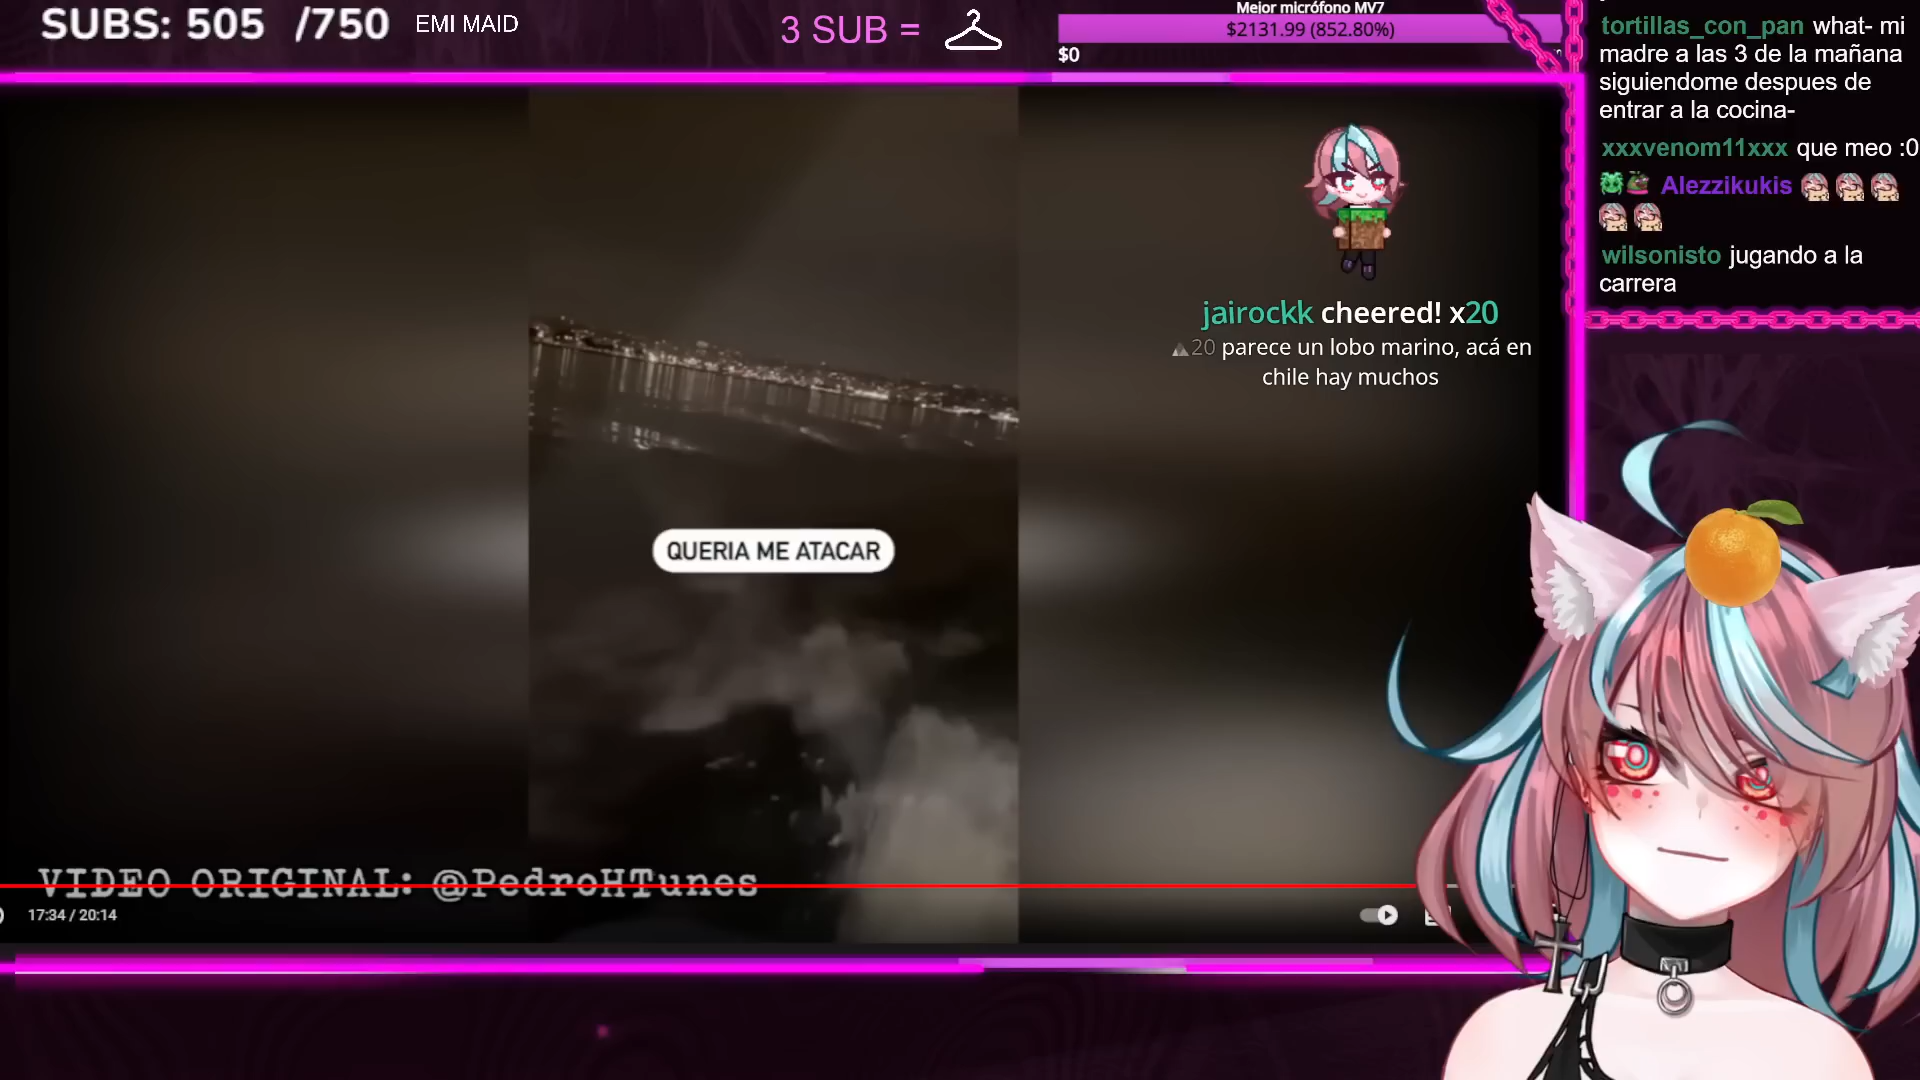 SUBS: 505 /750
EMI MAID
3 SUB =
Mejor micrófono MV7
$2131.99 (852.80%)
$0
tortillas_con_pan what- mi
madre a las 3 de la mañana
siguiendome despues de
entrar a la cocina-
xxxvenom11xxx que meo :0
Alezzikukis
wilsonisto jugando a la
carrera
jairockk cheered! x20
20 parece un lobo marino, acá en
chile hay muchos
QUERIA ME ATACAR
VIDEO ORIGINAL: @PedroHTunes
17:34 / 20:14